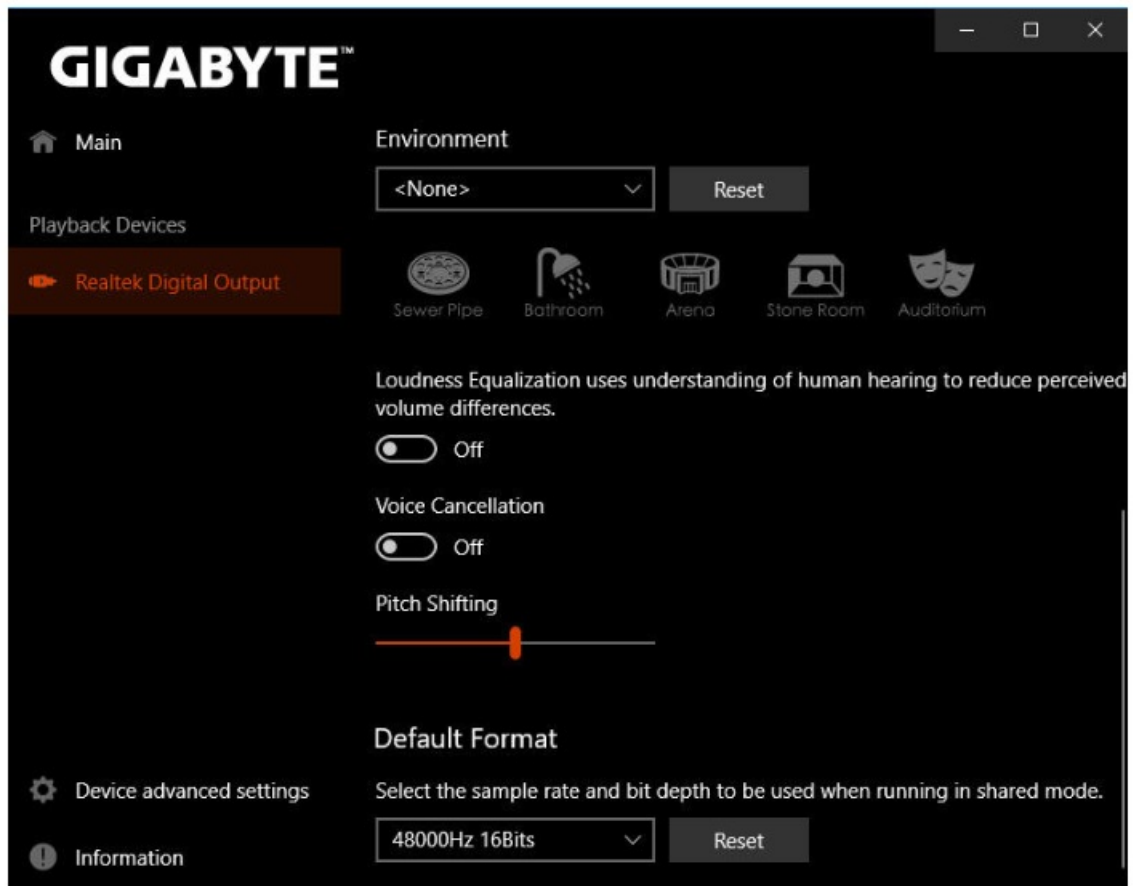 GIGABYTE™
Main
Playback Devices
Realtek Digital Output
Device advanced settings
Information
Environment
<None>
Reset
Sewer Pipe
Bathroom
Arena
Stone Room
Auditorium
Loudness Equalization uses understanding of human hearing to reduce perceived
volume differences.
Off
Voice Cancellation
Off
Pitch Shifting
Default Format
Select the sample rate and bit depth to be used when running in shared mode.
48000Hz 16Bits
Reset